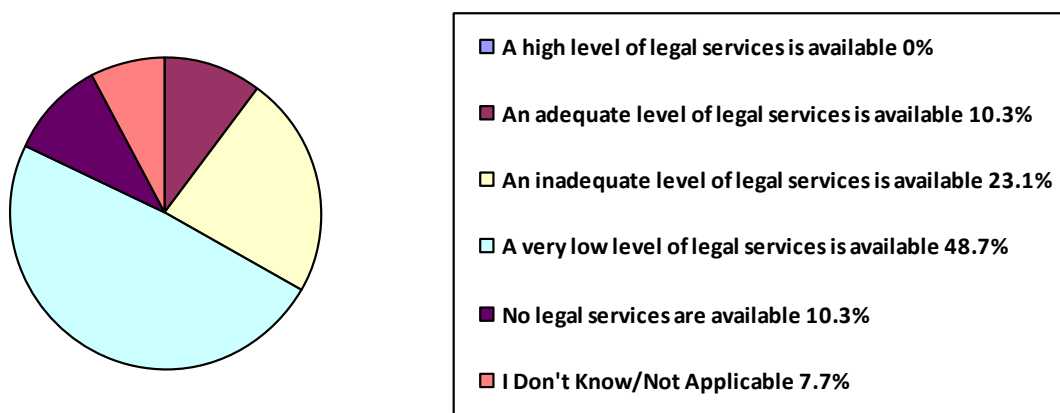 A high level of legal services is available 0%
An adequate level of legal services is available 10.3%
An inadequate level of legal services is available 23.1%
A very low level of legal services is available 48.7%
No legal services are available 10.3%
I Don't Know/Not Applicable 7.7%